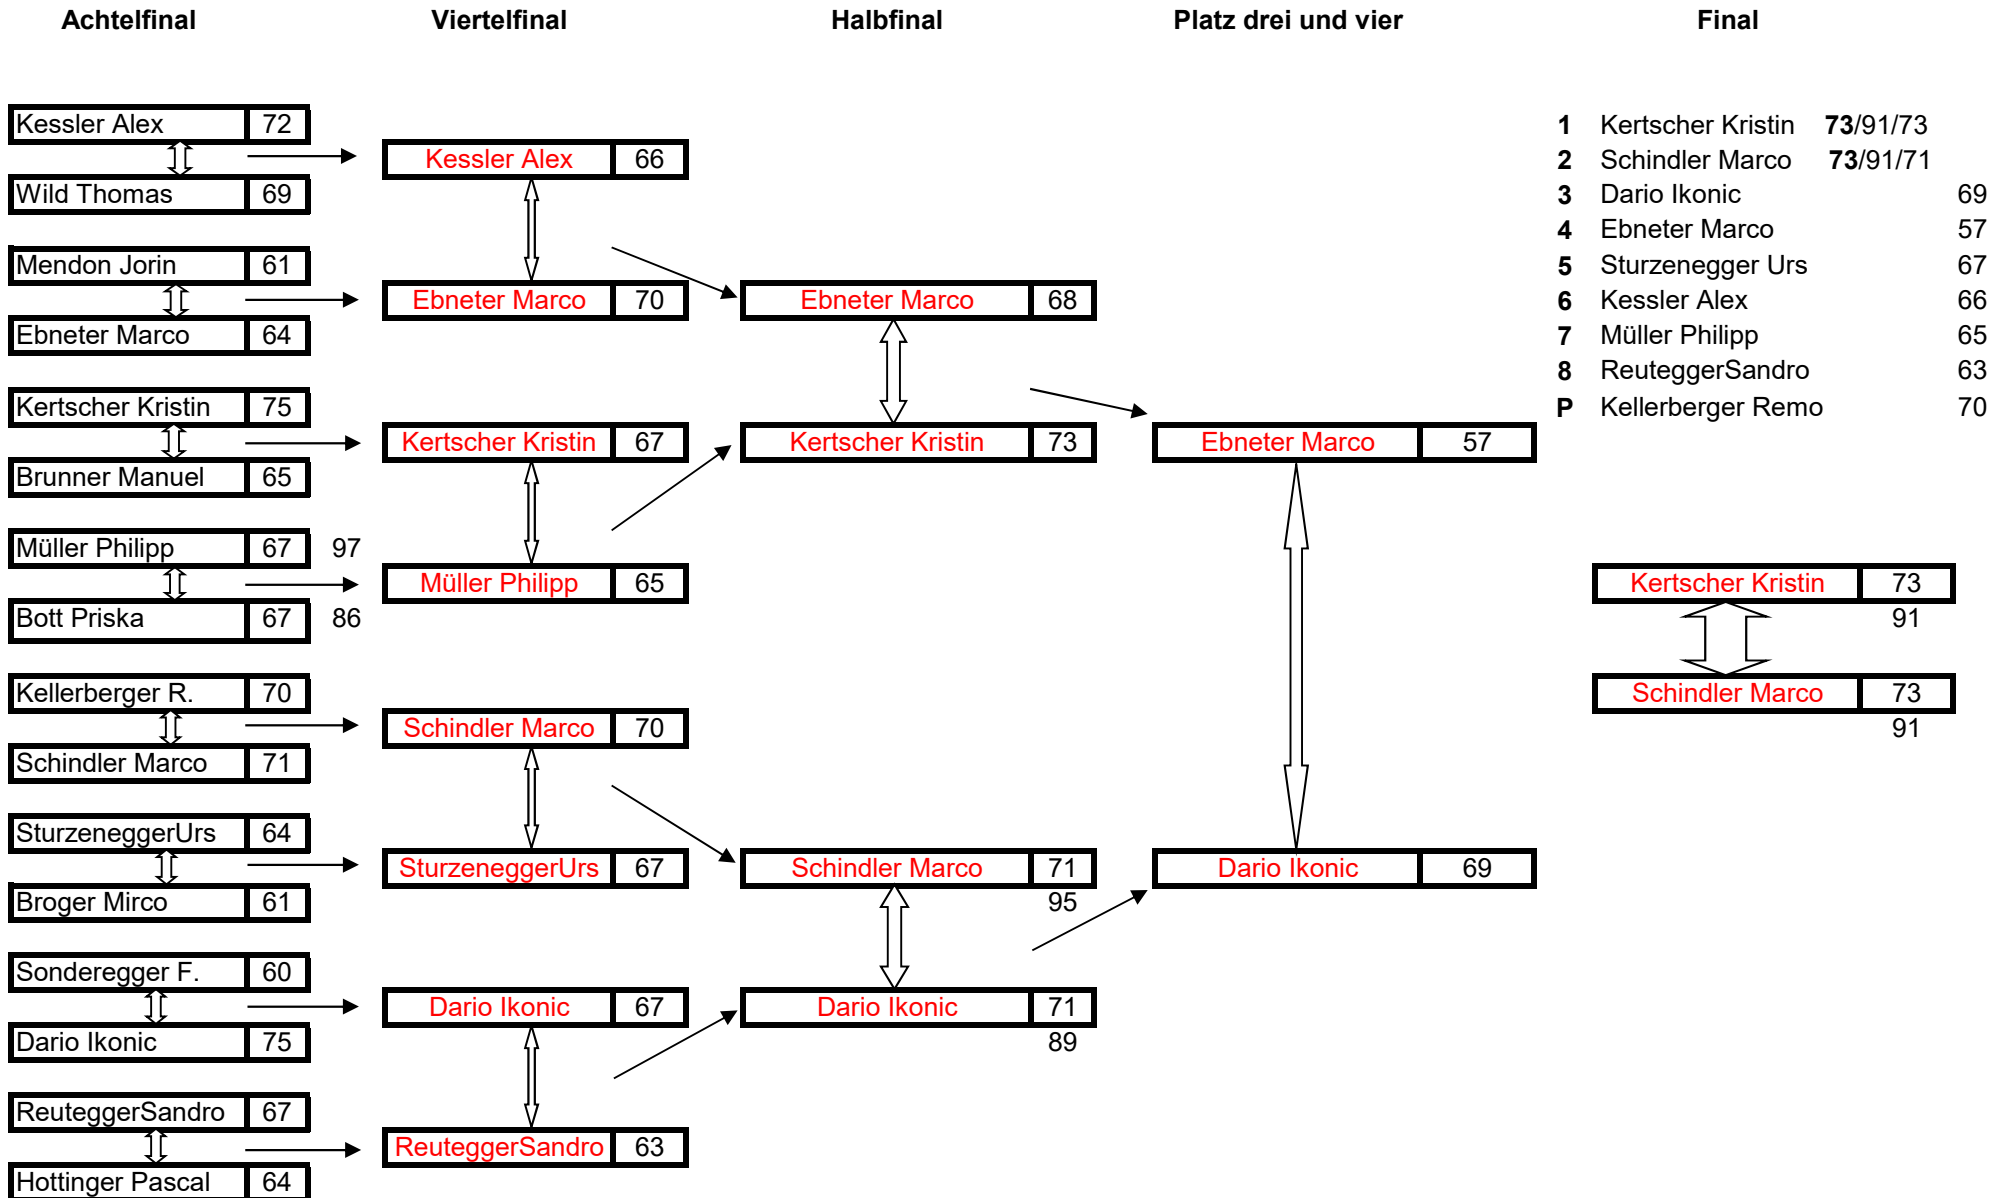 Achtelfinal Viertelfinal Halbfinal Platz drei und vier Final
Kessler Alex 72
Wild Thomas 69
Mendon Jorin 61
Ebneter Marco 64
Kertscher Kristin 75
Brunner Manuel 65
Müller Philipp 67 97
Bott Priska 67 86
Kellerberger R. 70
Schindler Marco 71
SturzeneggerUrs 64
Broger Mirco 61
Sonderegger F. 60
Dario Ikonic 75
ReuteggerSandro 67
Hottinger Pascal 64
Kessler Alex 66
Ebneter Marco 70
Kertscher Kristin 67
Müller Philipp 65
Schindler Marco 70
SturzeneggerUrs 67
Dario Ikonic 67
ReuteggerSandro 63
Ebneter Marco 68
Kertscher Kristin 73
Schindler Marco 71
95
Dario Ikonic 71
89
Ebneter Marco 57
Dario Ikonic 69
1 Kertscher Kristin 73/91/73
2 Schindler Marco 73/91/71
3 Dario Ikonic 69
4 Ebneter Marco 57
5 Sturzenegger Urs 67
6 Kessler Alex 66
7 Müller Philipp 65
8 ReuteggerSandro 63
P Kellerberger Remo 70
Kertscher Kristin 73
91
Schindler Marco 73
91